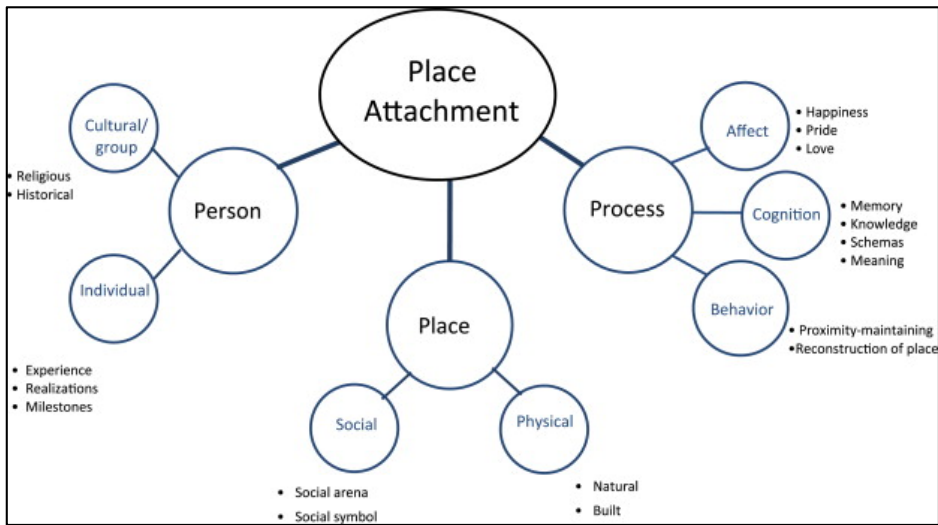 Place
Attachment
Cultural/
group
• Religious
• Historical
Person
Individual
• Experience
• Realizations
• Milestones
Place
Social
• Social arena
• Social symbol
Physical
• Natural
• Built
Process
Affect
• Happiness
• Pride
• Love
Cognition
• Memory
• Knowledge
• Schemas
• Meaning
Behavior
• Proximity-maintaining
•Reconstruction of place